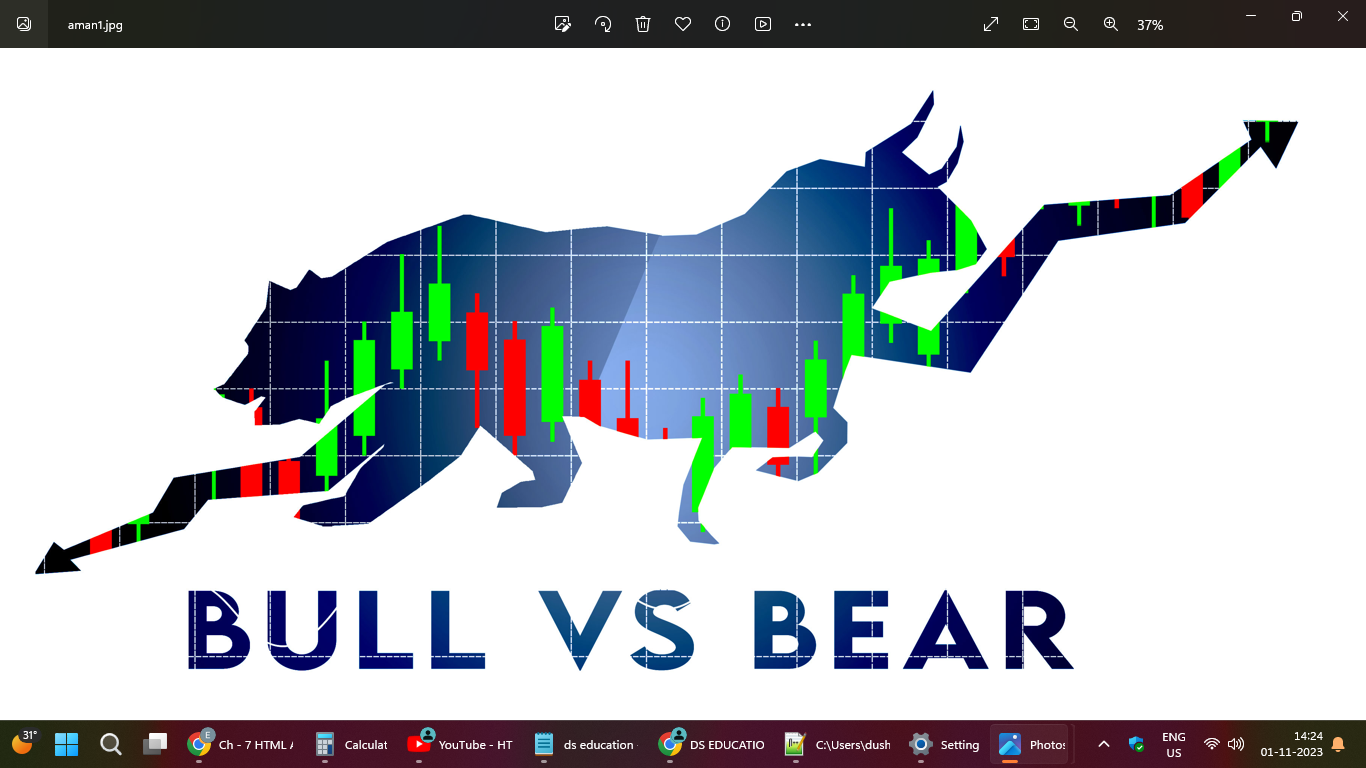 aman1.jpg
37%
BULL VS BEAR
31°
E
Ch - 7 HTML
Calculat
YouTube - HT
ds education
DS EDUCATIO
C:\Users\dush
Setting
Photos
ENG
US
14:24
01-11-2023